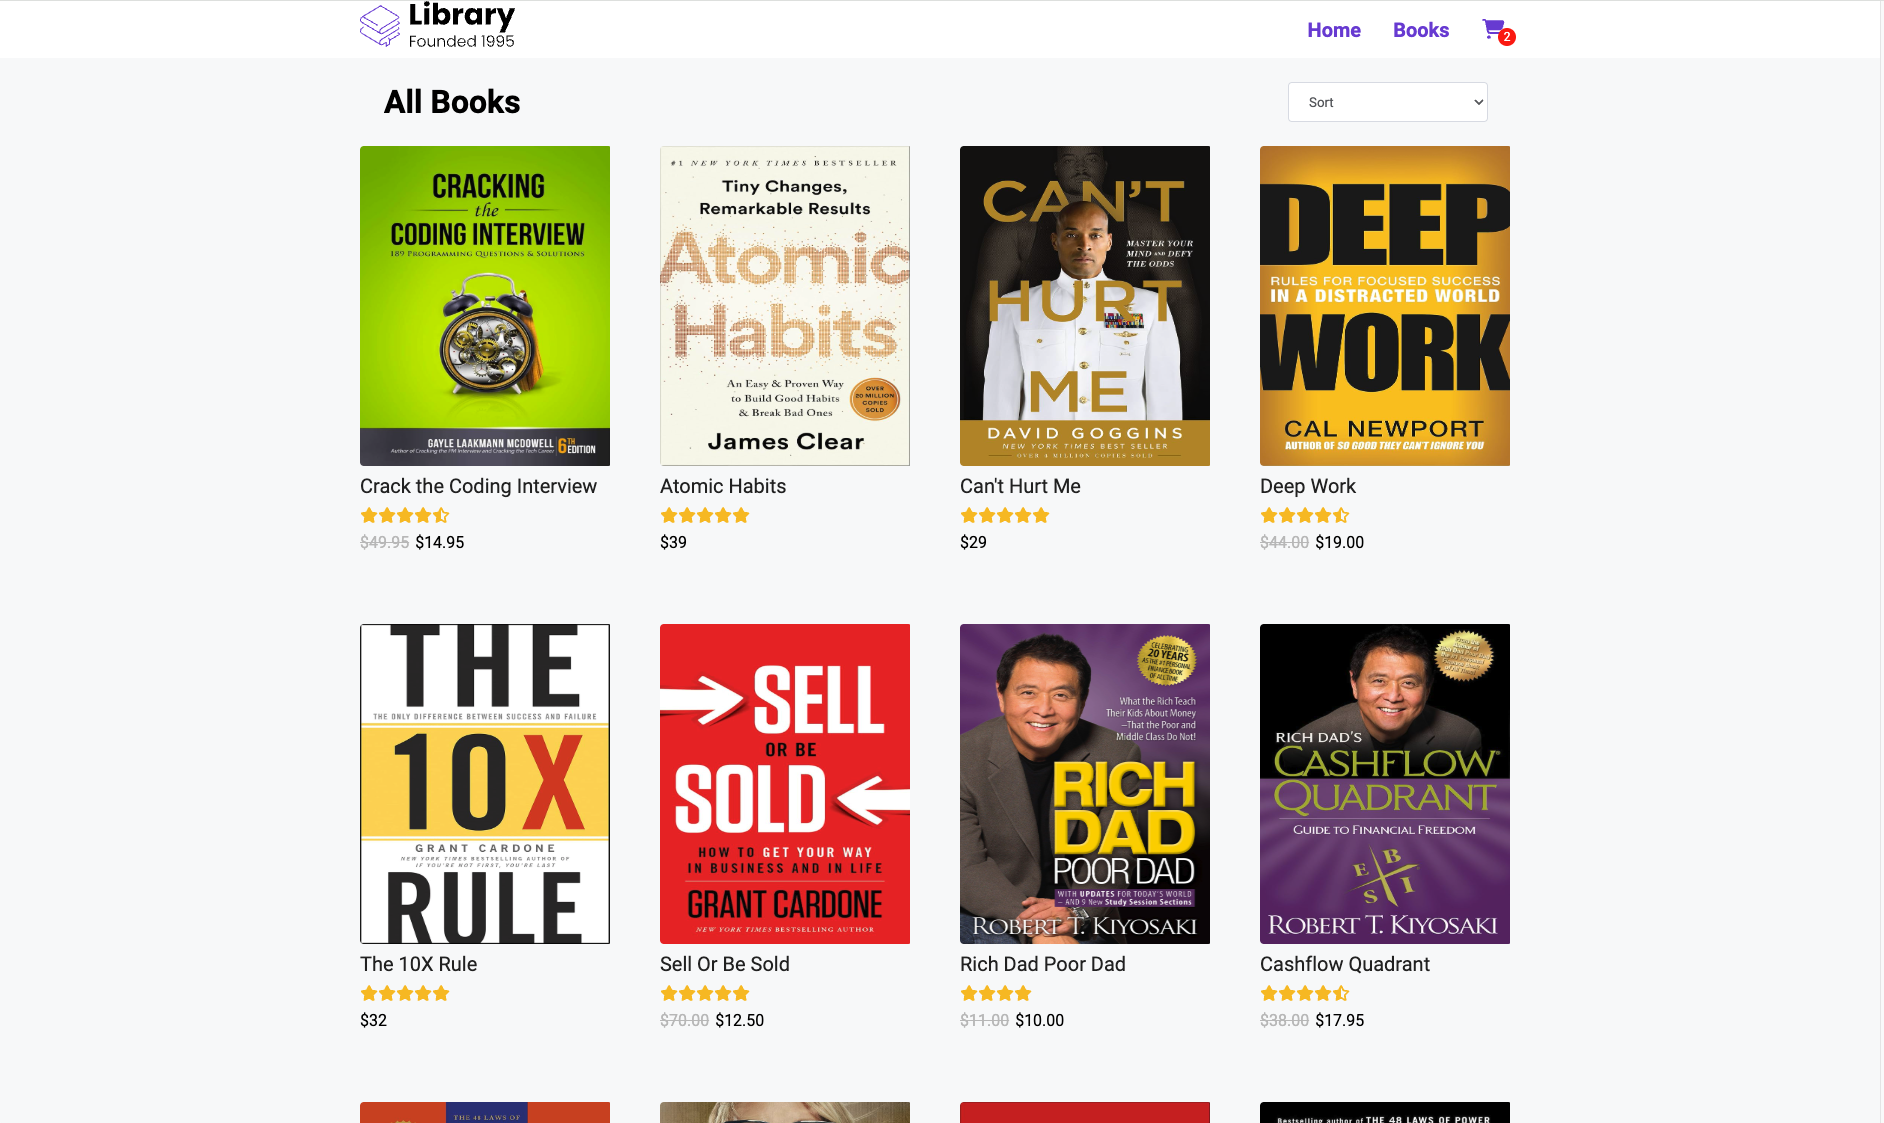 Library
Founded 1995
Home
Books
2
All Books
Sort
CRACKING
the
CODING INTERVIEW
189 PROGRAMMING QUESTIONS & SOLUTIONS
GAYLE LAAKMANN MCDOWELL
Author of Cracking the PM Interview and Cracking the Tech Career
6TH
EDITION
#1 NEW YORK TIMES BESTSELLER
Tiny Changes,
Remarkable Results
Atomic
Habits
An Easy & Proven Way
to Build Good Habits
& Break Bad Ones
OVER
20 MILLION
COPIES
SOLD
James Clear
CAN'T
HURT
ME
MASTER YOUR
MIND AND DEFY
THE ODDS
DAVID GOGGINS
NEW YORK TIMES BEST SELLER
OVER 4 MILLION COPIES SOLD
DEEP
RULES FOR FOCUSED SUCCESS
IN A DISTRACTED WORLD
WORK
CAL NEWPORT
AUTHOR OF SO GOOD THEY CAN'T IGNORE YOU
Crack the Coding Interview
$49.95 $14.95
Atomic Habits
$39
Can't Hurt Me
$29
Deep Work
$44.00 $19.00
THE
THE ONLY DIFFERENCE BETWEEN SUCCESS AND FAILURE
10X
GRANT CARDONE
NEW YORK TIMES BESTSELLING AUTHOR OF
IF YOU'RE NOT FIRST, YOU'RE LAST
RULE
SELL
OR BE
SOLD
HOW TO GET YOUR WAY
IN BUSINESS AND IN LIFE
GRANT CARDONE
NEW YORK TIMES BESTSELLING AUTHOR
CELEBRATING
20 YEARS
AS THE #1 PERSONAL
FINANCE BOOK
OF ALL TIME
What the Rich Teach
Their Kids About Money
–That the Poor and
Middle Class Do Not!
RICH
DAD
POOR DAD
WITH UPDATES FOR TODAY'S WORLD
– AND 9 New Study Session Sections
ROBERT T. KIYOSAKI
RICH DAD'S
CASHFLOW
QUADRANT
GUIDE TO FINANCIAL FREEDOM
E B
S I
ROBERT T. KIYOSAKI
The 10X Rule
$32
Sell Or Be Sold
$70.00 $12.50
Rich Dad Poor Dad
$11.00 $10.00
Cashflow Quadrant
$38.00 $17.95
THE 48 LAWS OF
Bestselling author of THE 48 LAWS OF POWER